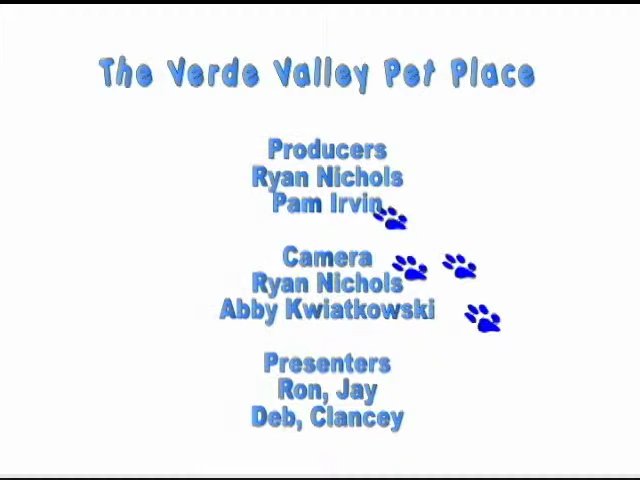 The Verde Valley Pet Place
Producers
Ryan Nichols
Pam Irvin
Camera
Ryan Nichols
Abby Kwiatkowski
Presenters
Ron, Jay
Deb, Clancey